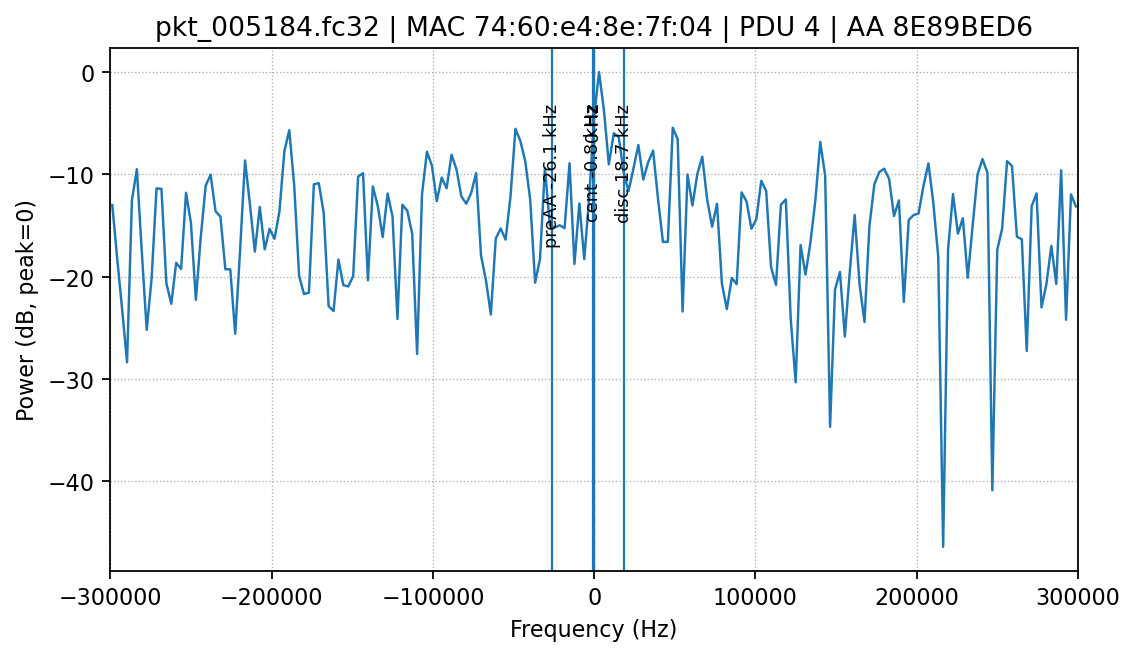 pkt_005184.fc32 | MAC 74:60:e4:8e:7f:04 | PDU 4 | AA 8E89BED6
0
−10
−20
−30
−40
Power (dB, peak=0)
preAA -26.1 kHz
disc 18.7 kHz
−300000
−200000
−100000
0
100000
200000
300000
Frequency (Hz)